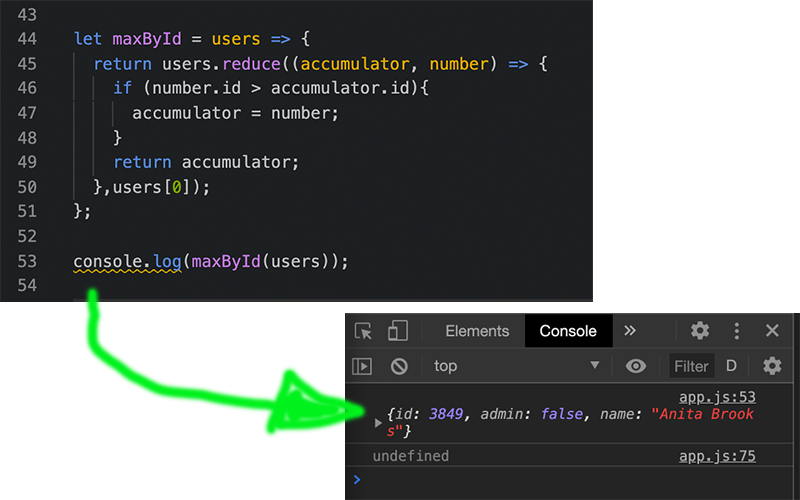 43
44 let maxById = users => {
45 return users.reduce((accumulator, number) => {
46 if (number.id > accumulator.id){
47 accumulator = number;
48 }
49 return accumulator;
50 },users[0]);
51 };
52
53 console.log(maxById(users));
54
Elements Console »
top ▼ Filter D
app.js:53
{id: 3849, admin: false, name: "Anita Brook
s"}
undefined app.js:75
>